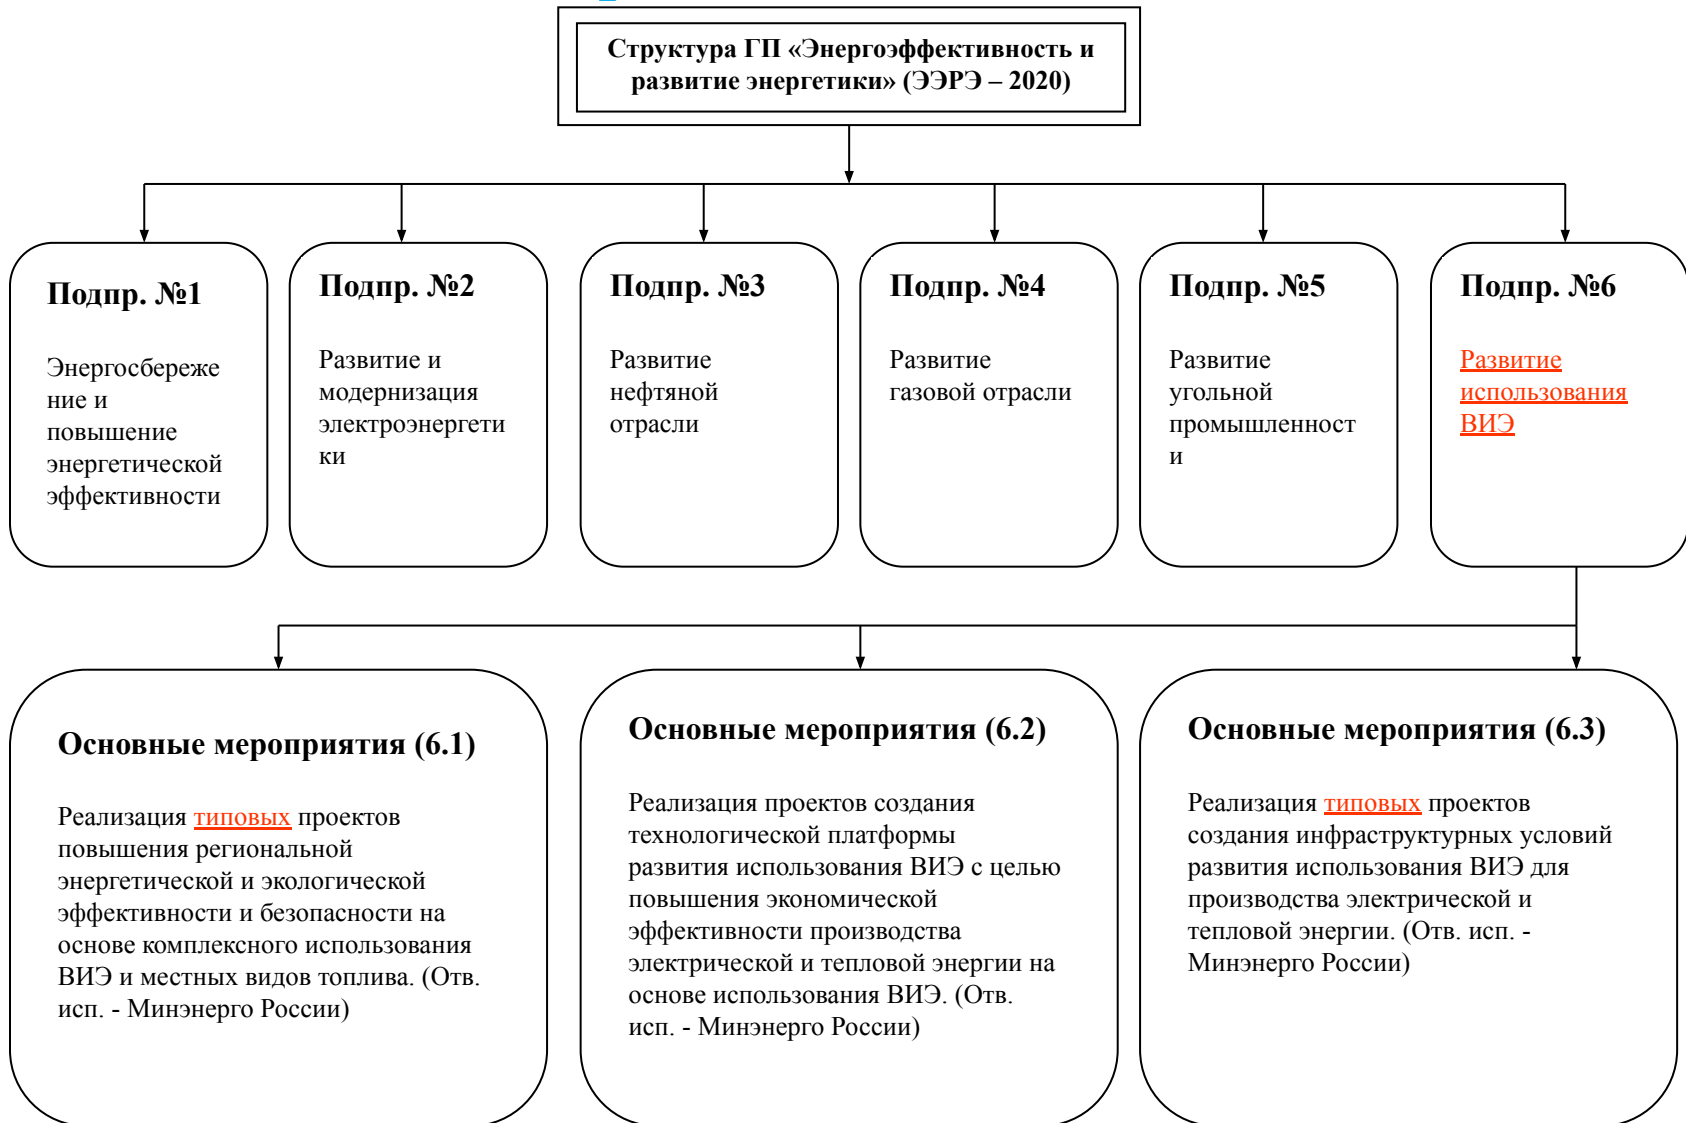 Структура ГП «Энергоэффективность и
развитие энергетики» (ЭЭРЭ – 2020)
Подпр. №1
Энергосбереже
ние и
повышение
энергетической
эффективности
Подпр. №2
Развитие и
модернизация
электроэнергети
ки
Подпр. №3
Развитие
нефтяной
отрасли
Подпр. №4
Развитие
газовой отрасли
Подпр. №5
Развитие
угольной
промышленност
и
Подпр. №6
Развитие
использования
ВИЭ
Основные мероприятия (6.1)
Реализация типовых проектов
повышения региональной
энергетической и экологической
эффективности и безопасности на
основе комплексного использования
ВИЭ и местных видов топлива. (Отв.
исп. - Минэнерго России)
Основные мероприятия (6.2)
Реализация проектов создания
технологической платформы
развития использования ВИЭ с целью
повышения экономической
эффективности производства
электрической и тепловой энергии на
основе использования ВИЭ. (Отв.
исп. - Минэнерго России)
Основные мероприятия (6.3)
Реализация типовых проектов
создания инфраструктурных условий
развития использования ВИЭ для
производства электрической и
тепловой энергии. (Отв. исп. -
Минэнерго России)